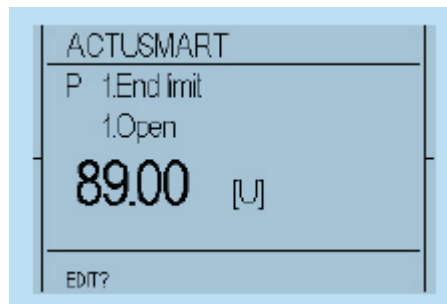 ACTUSMART
P 1.End limit
1.Open
89.00 [U]
EDIT?